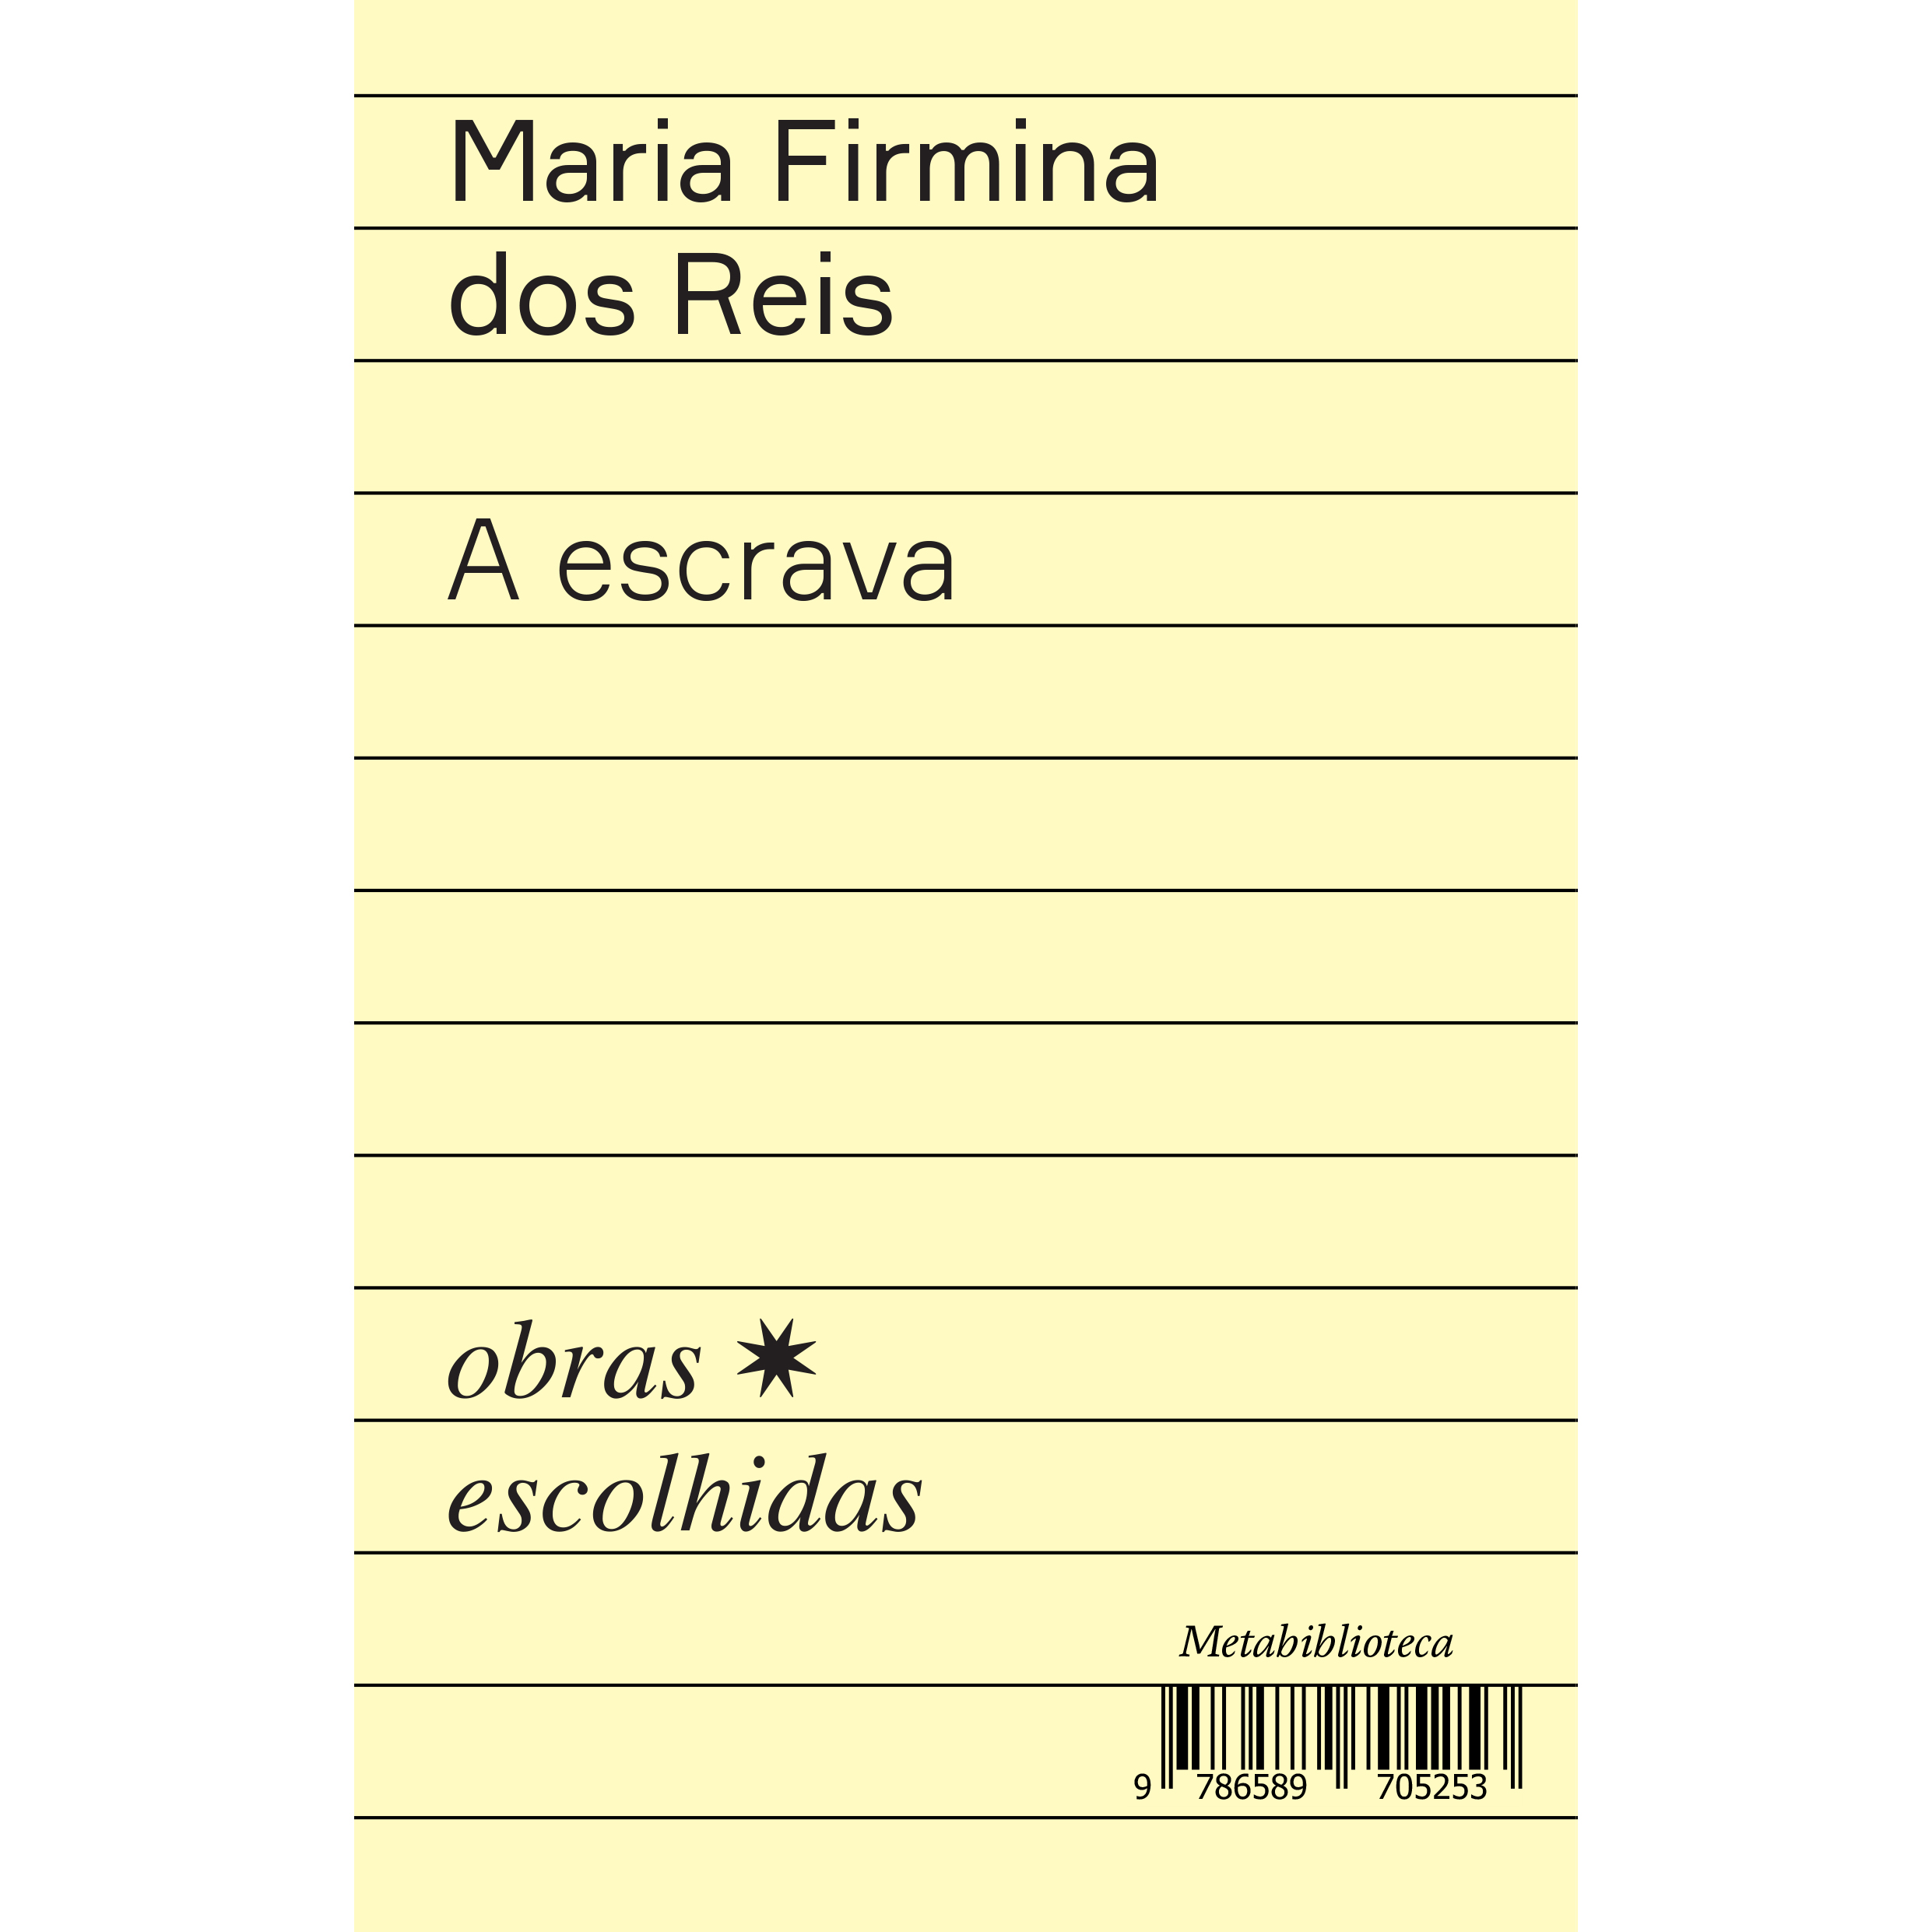 Maria Firmina
dos Reis
A escrava
obras
escolhidas
Metabiblioteca
9 786589 705253